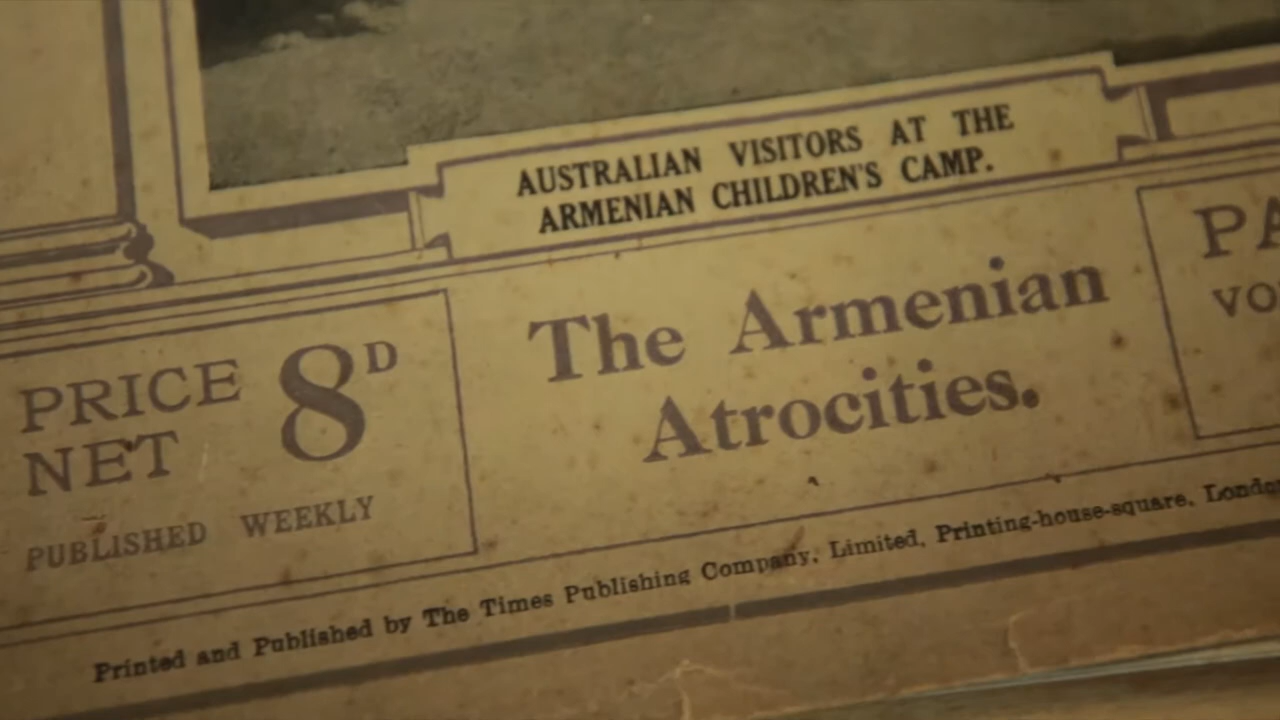 AUSTRALIAN VISITORS AT THE
ARMENIAN CHILDREN'S CAMP.
PRICE 8D
NET
PUBLISHED WEEKLY
The Armenian
Atrocities.
Printed and Published by The Times Publishing Company, Limited, Printing-house-square,